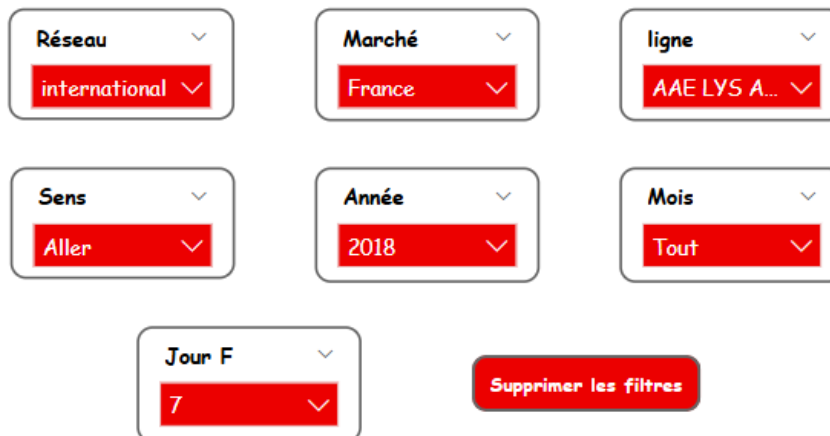 Réseau
Marché
ligne
international
France
AAE LYS A...
Sens
Année
Mois
Aller
2018
Tout
Jour F
7
Supprimer les filtres